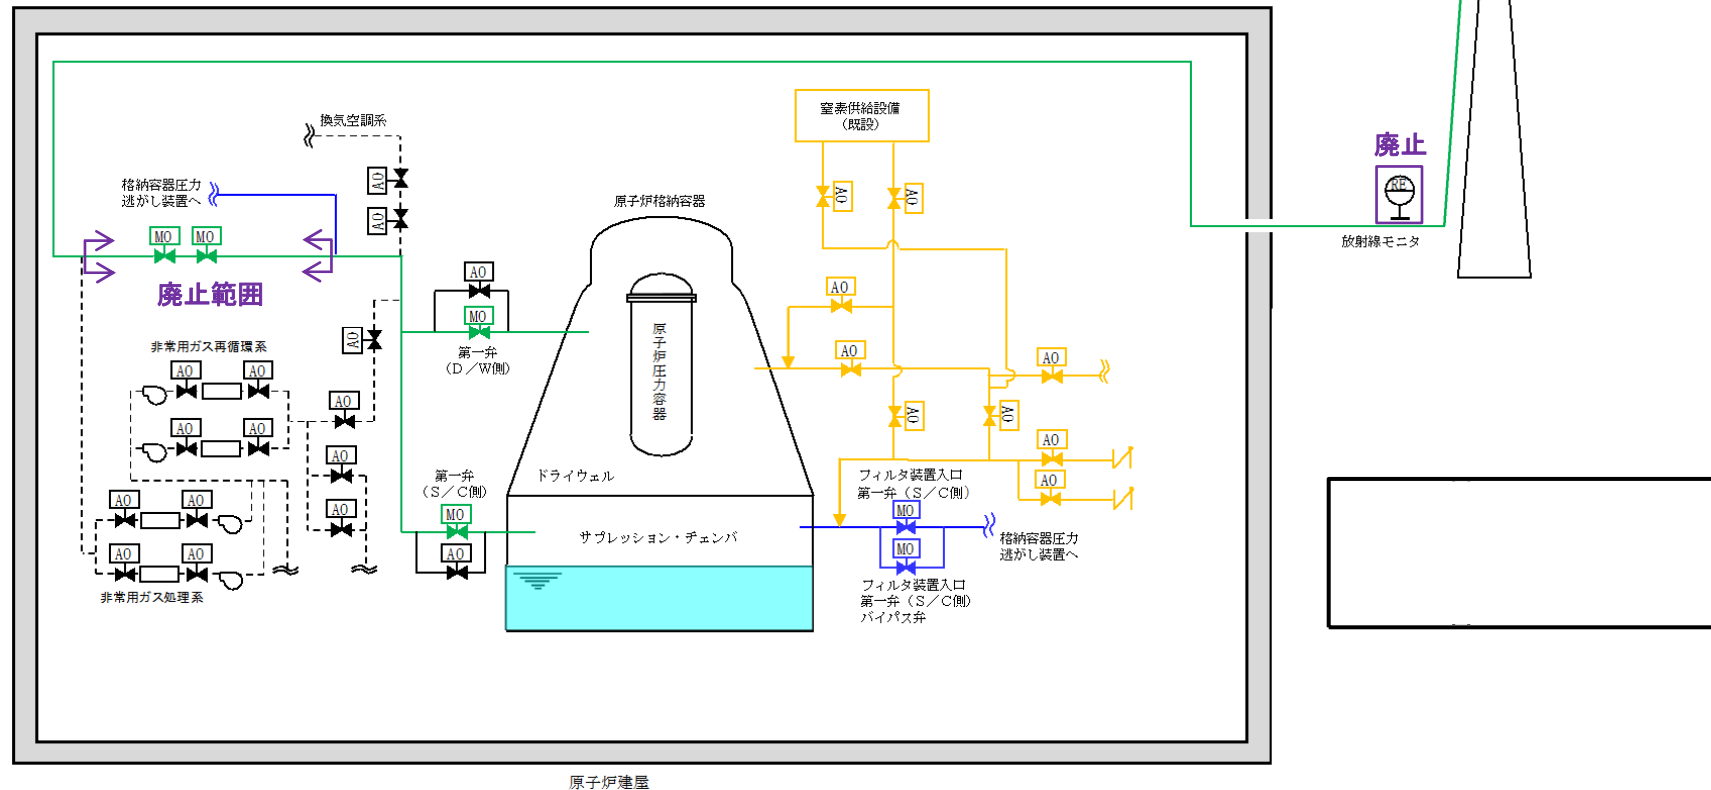 換気空調系
格納容器圧力
逃がし装置へ
AO
AO
MO
MO
廃止範囲
窒素供給設備
（既設）
AO
AO
廃止
RE
放射線モニタ
原子炉格納容器
原子炉圧力容器
AO
MO
第一弁
（D／W側）
AO
AO
AO
AO
AO
非常用ガス再循環系
AO
AO
AO
AO
AO
AO
AO
AO
AO
AO
AO
AO
非常用ガス処理系
第一弁
（S／C側）
MO
AO
ドライウェル
サプレッション・チェンバ
AO
AO
AO
フィルタ装置入口
第一弁（S／C側）
MO
MO
フィルタ装置入口
第一弁（S／C側）
バイパス弁
格納容器圧力
逃がし装置へ
原子炉建屋